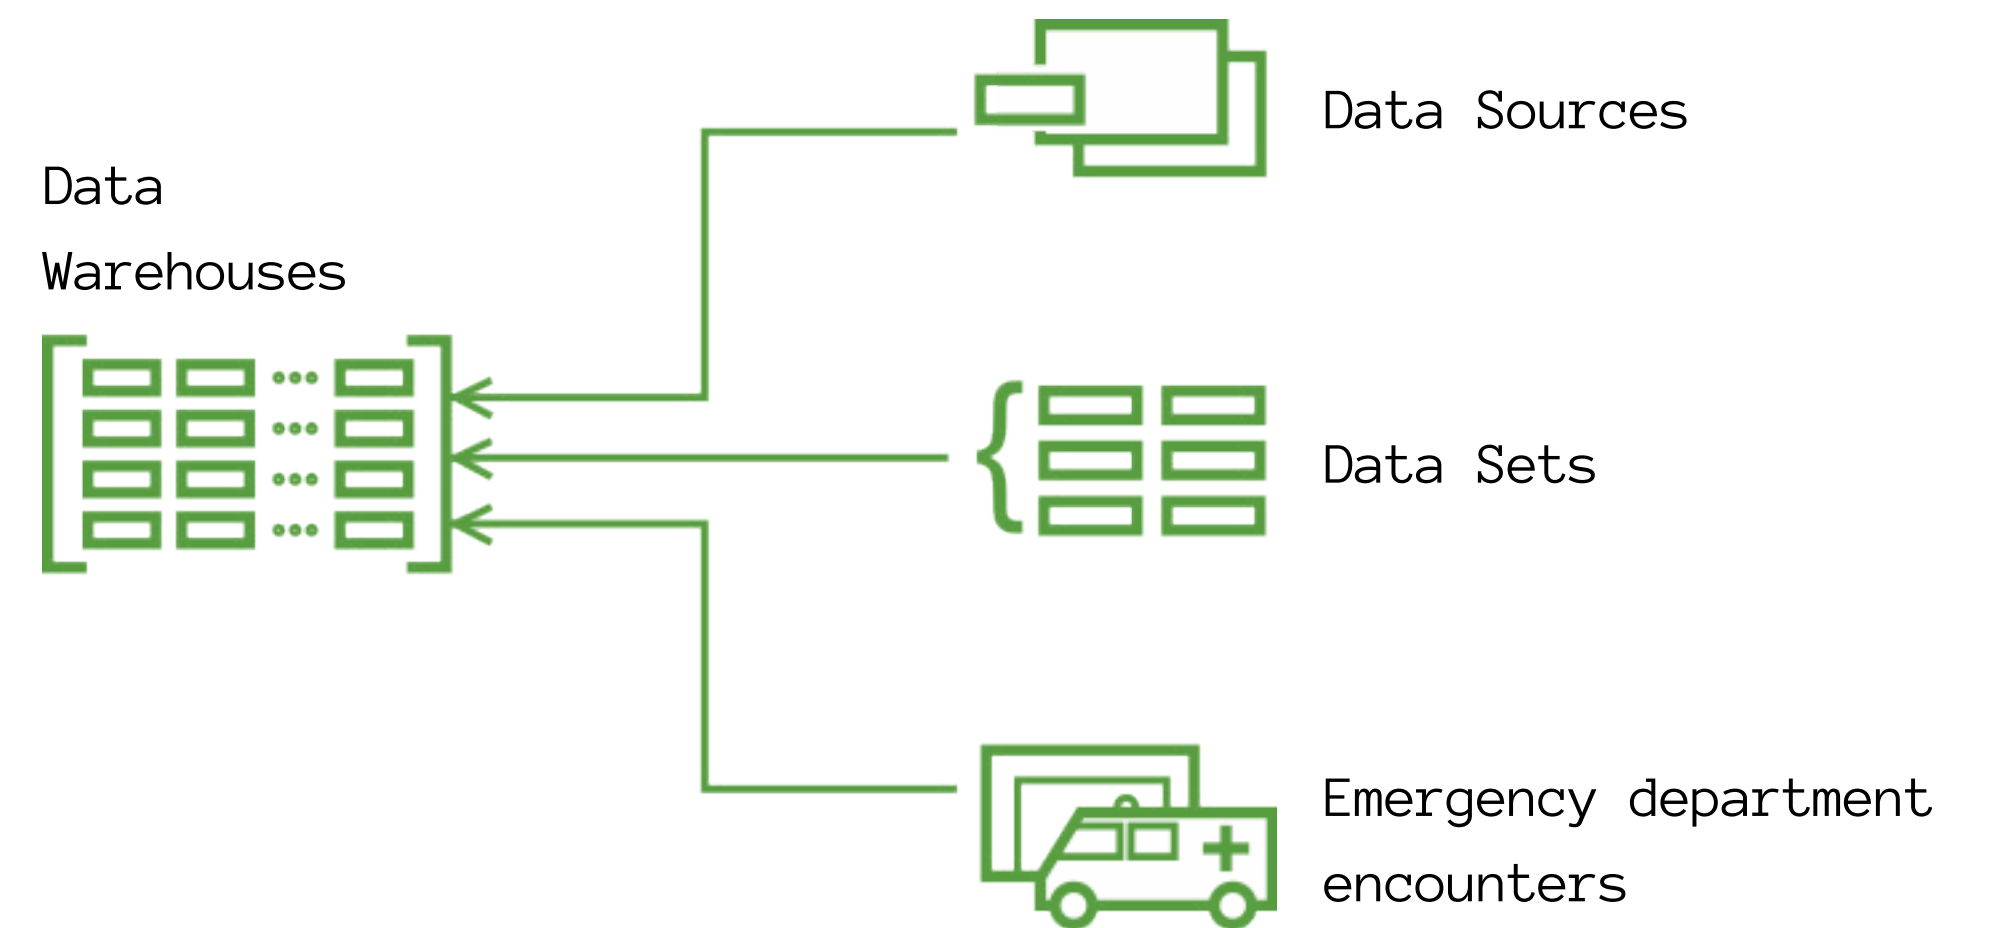 Data
Warehouses
Data Sources
Data Sets
Emergency department
encounters